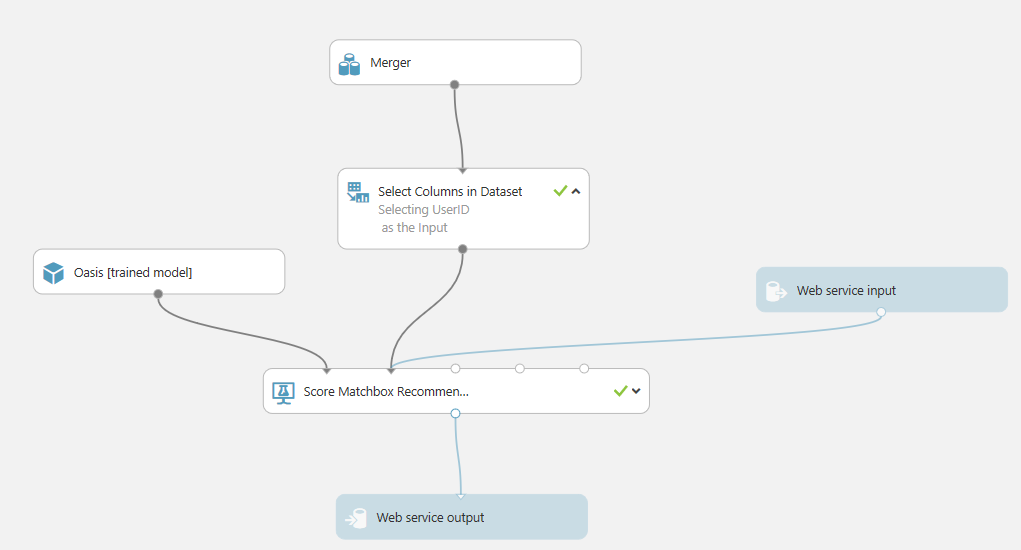 Merger
Select Columns in Dataset
Selecting UserID
as the Input
Oasis [trained model]
Web service input
Score Matchbox Recommen...
Web service output